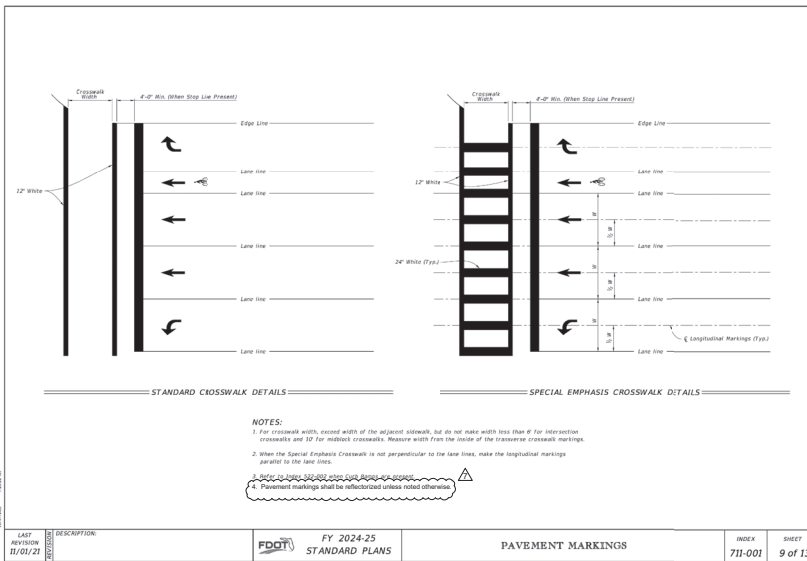 Crosswalk
Width
4'-0" Min. (When Stop Line Present)
Edge Line
Lane line
Lane line
12" White
Lane line
Lane line
Lane line
STANDARD CROSSWALK DETAILS
Crosswalk
Width
4'-0" Min. (When Stop Line Present)
Edge Line
Lane line
12" White
Lane line
W
½ W
Lane line
24" White (Typ.)
W
½ W
Lane line
W
½ W
℄ Longitudinal Markings (Typ.)
Lane line
SPECIAL EMPHASIS CROSSWALK DETAILS
NOTES:
1. For crosswalk width, exceed width of the adjacent sidewalk, but do not make width less than 6' for intersection
crosswalks and 10' for midblock crosswalks. Measure width from the inside of the transverse crosswalk markings.
2. When the Special Emphasis Crosswalk is not perpendicular to the lane lines, make the longitudinal markings
parallel to the lane lines.
3. Refer to Index 522-002 when Curb Ramps are present.
4. Pavement markings shall be reflectorized unless noted otherwise.
LAST
REVISION
11/01/21
REVISION
DESCRIPTION:
FDOT
FY 2024-25
STANDARD PLANS
PAVEMENT MARKINGS
INDEX
711-001
SHEET
9 of 13